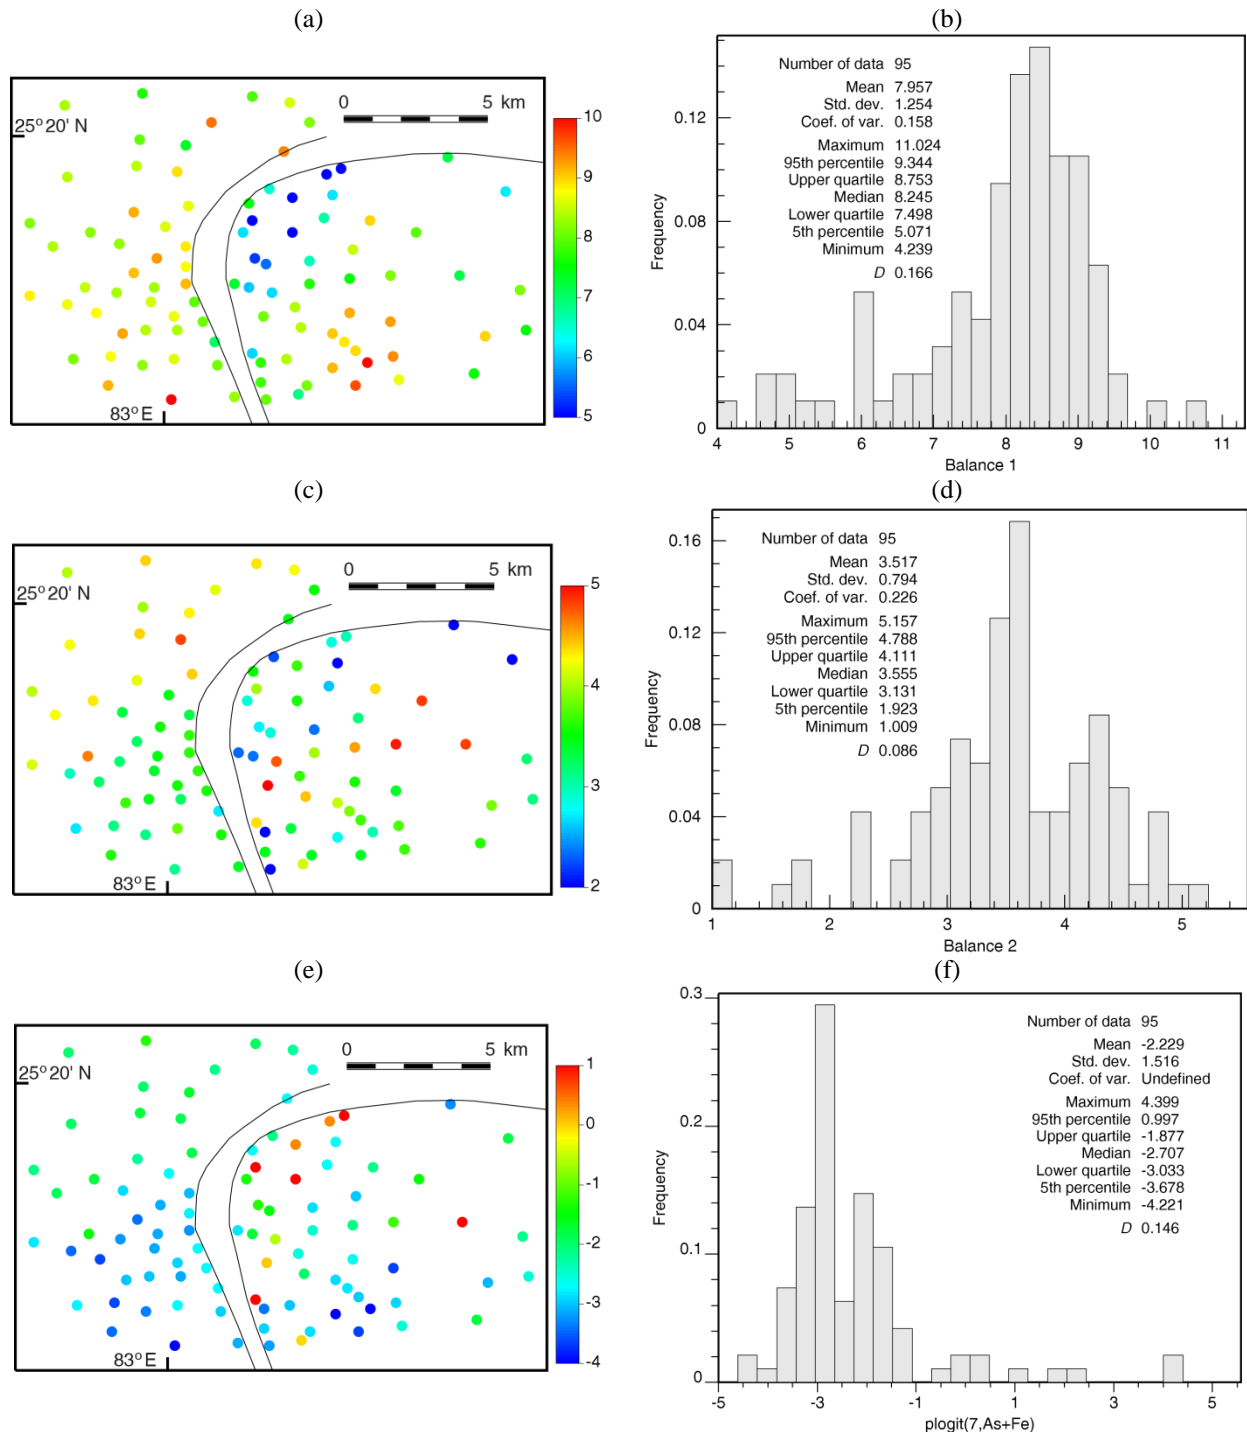 (a)
25° 20' N
0 5 km
83° E
10
9
8
7
6
5
(b)
Number of data 95
Mean 7.957
Std. dev. 1.254
Coef. of var. 0.158
Maximum 11.024
95th percentile 9.344
Upper quartile 8.753
Median 8.245
Lower quartile 7.498
5th percentile 5.071
Minimum 4.239
D 0.166
Frequency
0.12
0.08
0.04
0
4 5 6 7 8 9 10 11
Balance 1
(c)
25° 20' N
0 5 km
83° E
5
4
3
2
(d)
Number of data 95
Mean 3.517
Std. dev. 0.794
Coef. of var. 0.226
Maximum 5.157
95th percentile 4.788
Upper quartile 4.111
Median 3.555
Lower quartile 3.131
5th percentile 1.923
Minimum 1.009
D 0.086
Frequency
0.16
0.12
0.08
0.04
0
1 2 3 4 5
Balance 2
(e)
25° 20' N
0 5 km
83° E
1
0
-1
-2
-3
-4
(f)
Number of data 95
Mean -2.229
Std. dev. 1.516
Coef. of var. Undefined
Maximum 4.399
95th percentile 0.997
Upper quartile -1.877
Median -2.707
Lower quartile -3.033
5th percentile -3.678
Minimum -4.221
D 0.146
Frequency
0.3
0.2
0.1
0
-5 -3 -1 1 3 5
plogit(7,As+Fe)